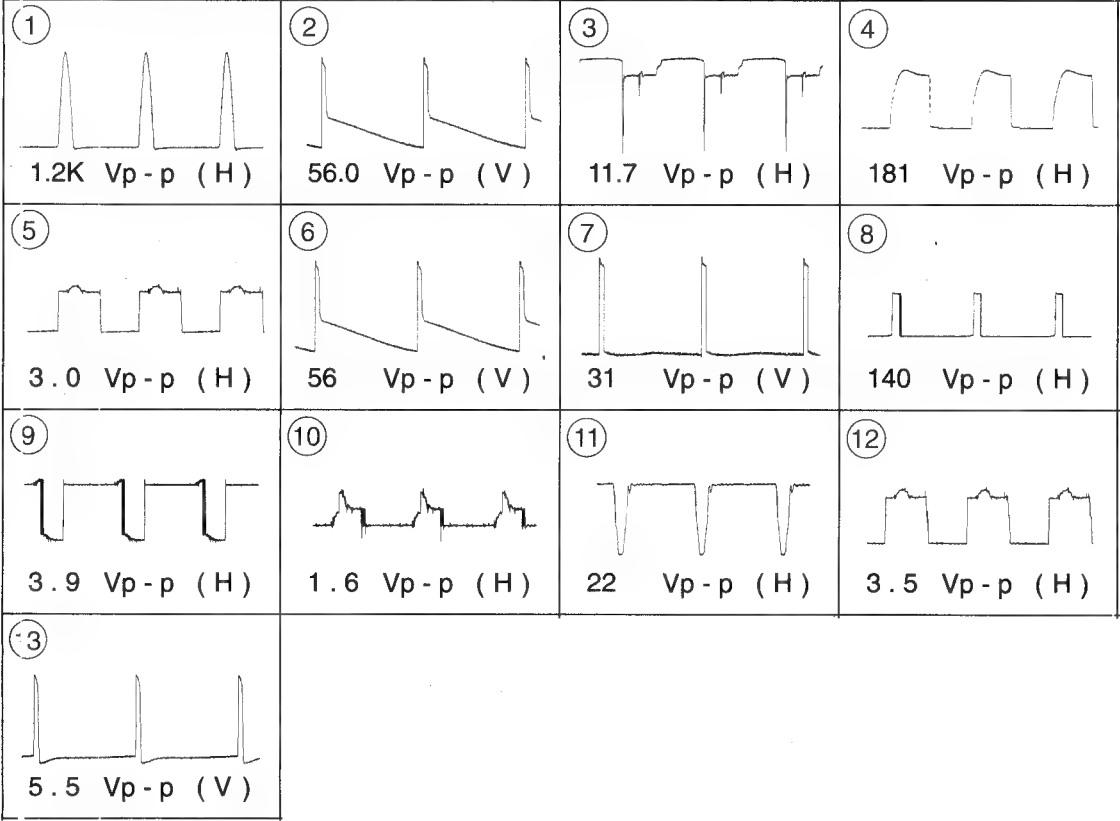 1
1.2K Vp-p (H)
2
56.0 Vp-p (V)
3
11.7 Vp-p (H)
4
181 Vp-p (H)
5
3.0 Vp-p (H)
6
56 Vp-p (V)
7
31 Vp-p (V)
8
140 Vp-p (H)
9
3.9 Vp-p (H)
10
1.6 Vp-p (H)
11
22 Vp-p (H)
12
3.5 Vp-p (H)
13
5.5 Vp-p (V)